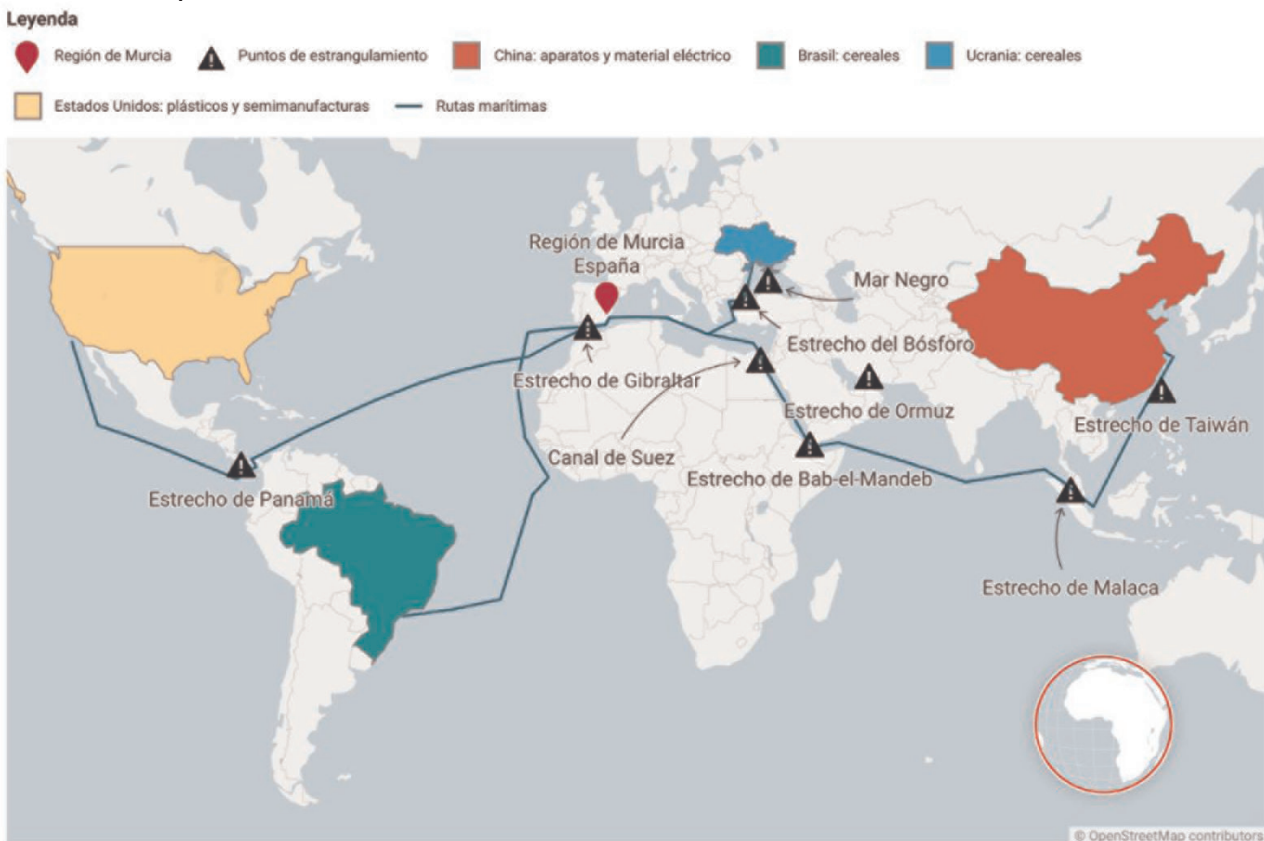 Leyenda
Región de Murcia
Puntos de estrangulamiento
China: aparatos y material eléctrico
Brasil: cereales
Ucrania: cereales
Estados Unidos: plásticos y semimanufacturas
Rutas marítimas
Región de Murcia
España
Mar Negro
Estrecho del Bósforo
Estrecho de Gibraltar
Estrecho de Ormuz
Estrecho de Taiwán
Canal de Suez
Estrecho de Bab-el-Mandeb
Estrecho de Panamá
Estrecho de Malaca
© OpenStreetMap contributors